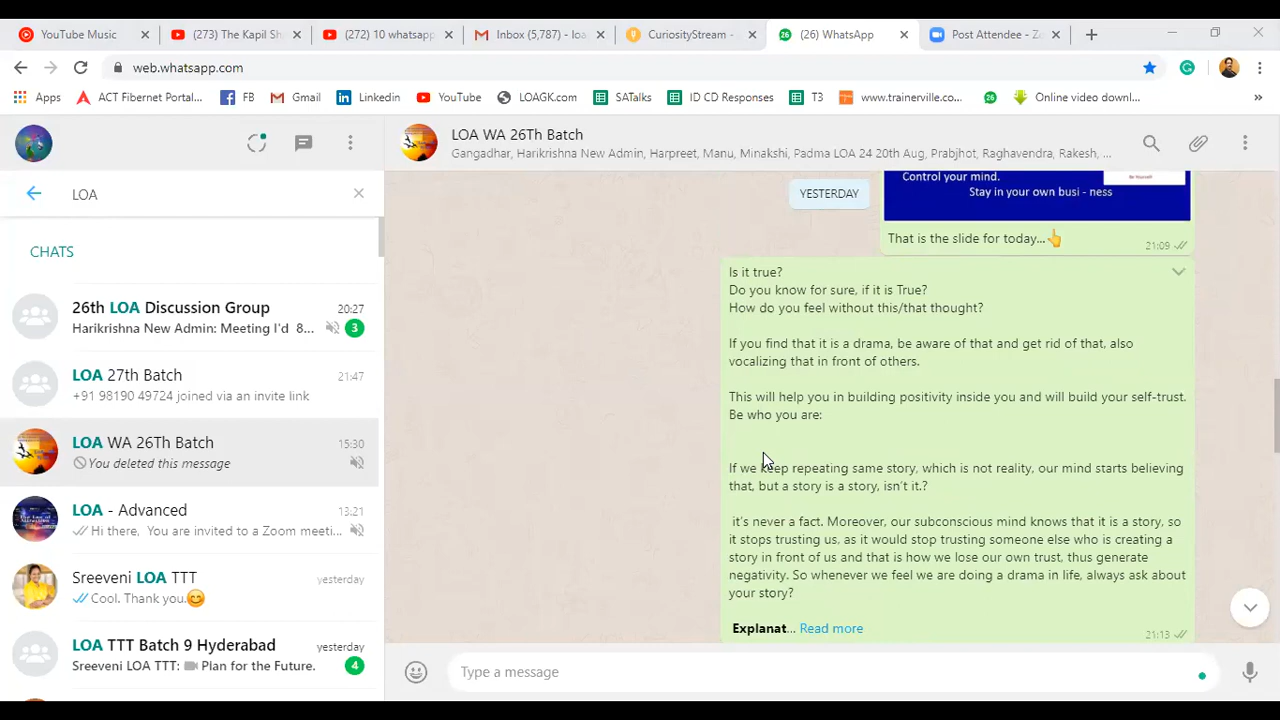 YouTube Music
(273) The Kapil Sh
(272) 10 whatsapp
Inbox (5,787) - loa
CuriosityStream -
(26) WhatsApp
Post Attendee - Zo
web.whatsapp.com
Apps
ACT Fibernet Portal...
FB
Gmail
Linkedin
YouTube
LOAGK.com
SATalks
ID CD Responses
T3
www.trainerville.co...
Online video downl...
LOA
CHATS
26th LOA Discussion Group
20:27
Harikrishna New Admin: Meeting I'd 8...
3
LOA 27th Batch
21:47
+91 98190 49724 joined via an invite link
LOA WA 26Th Batch
15:30
You deleted this message
LOA - Advanced
13:21
Hi there, You are invited to a Zoom meeti...
Sreeveni LOA TTT
yesterday
Cool. Thank you.😊
LOA TTT Batch 9 Hyderabad
yesterday
Sreeveni LOA TTT: Plan for the Future.
4
LOA WA 26Th Batch
Gangadhar, Harikrishna New Admin, Harpreet, Manu, Minakshi, Padma LOA 24 20th Aug, Prabjhot, Raghavendra, Rakesh, ...
YESTERDAY
Control your mind.
Stay in your own busi - ness
Be Yourself
That is the slide for today...👆
21:09
Is it true?
Do you know for sure, if it is True?
How do you feel without this/that thought?
If you find that it is a drama, be aware of that and get rid of that, also
vocalizing that in front of others.
This will help you in building positivity inside you and will build your self-trust.
Be who you are:
If we keep repeating same story, which is not reality, our mind starts believing
that, but a story is a story, isn't it.?
it's never a fact. Moreover, our subconscious mind knows that it is a story, so
it stops trusting us, as it would stop trusting someone else who is creating a
story in front of us and that is how we lose our own trust, thus generate
negativity. So whenever we feel we are doing a drama in life, always ask about
your story?
Explanat... Read more
21:13
Type a message